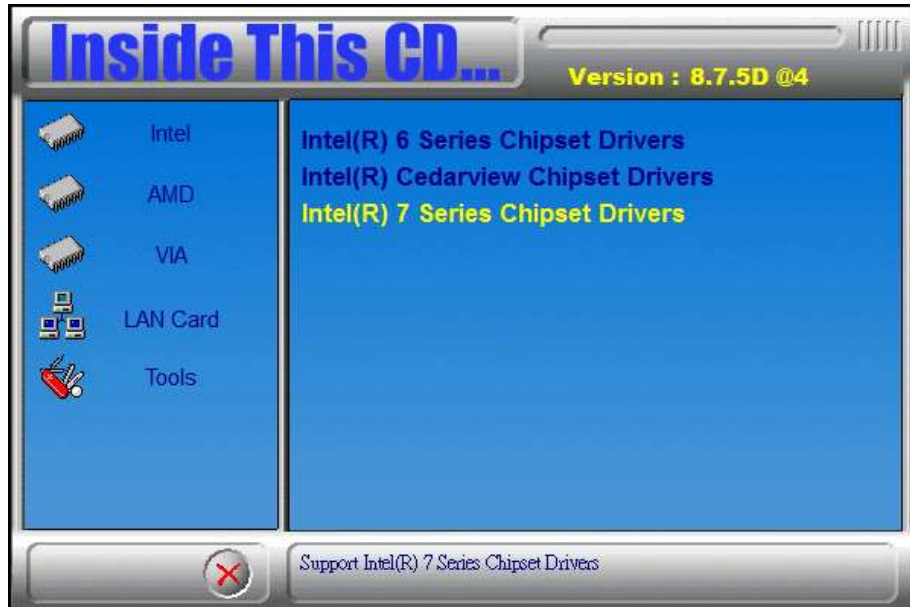 Inside This CD...
Version : 8.7.5D @4
Intel
AMD
VIA
LAN Card
Tools
Intel(R) 6 Series Chipset Drivers
Intel(R) Cedarview Chipset Drivers
Intel(R) 7 Series Chipset Drivers
Support Intel(R) 7 Series Chipset Drivers